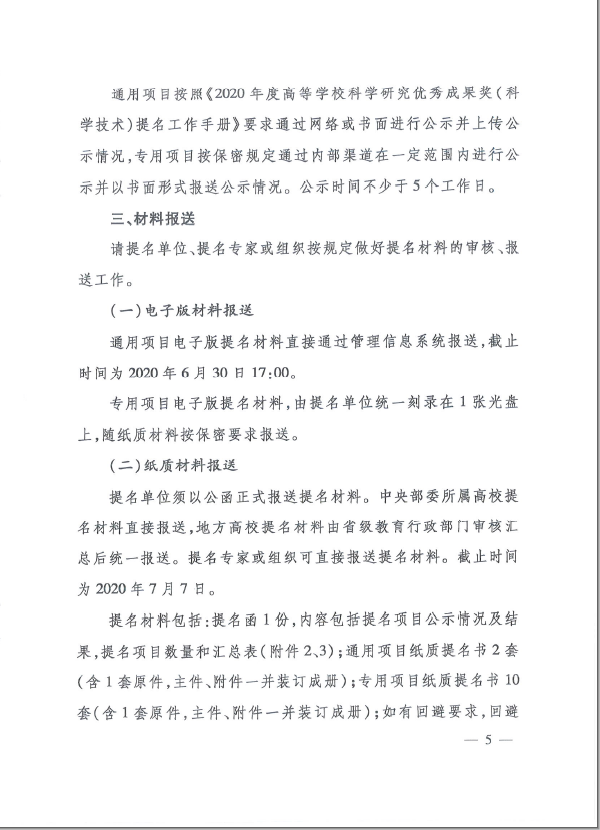 通用项目按照《2020 年度高等学校科学研究优秀成果奖(科
学技术)提名工作手册》要求通过网络或书面进行公示并上传公
示情况,专用项目按保密规定通过内部渠道在一定范围内进行公
示并以书面形式报送公示情况。公示时间不少于 5 个工作日。
三、材料报送
请提名单位、提名专家或组织按规定做好提名材料的审核、报
送工作。
(一)电子版材料报送
通用项目电子版提名材料直接通过管理信息系统报送,截止
时间为 2020 年 6 月 30 日 17:00。
专用项目电子版提名材料,由提名单位统一刻录在 1 张光盘
上,随纸质材料按保密要求报送。
(二)纸质材料报送
提名单位须以公函正式报送提名材料。中央部委所属高校提
名材料直接报送,地方高校提名材料由省级教育行政部门审核汇
总后统一报送。提名专家或组织可直接报送提名材料。截止时间
为 2020 年 7 月 7 日。
提名材料包括:提名函 1 份,内容包括提名项目公示情况及结
果,提名项目数量和汇总表(附件 2、3);通用项目纸质提名书 2 套
(含 1 套原件,主件、附件一并装订成册);专用项目纸质提名书 10
套(含 1 套原件,主件、附件一并装订成册);如有回避要求,回避
— 5 —